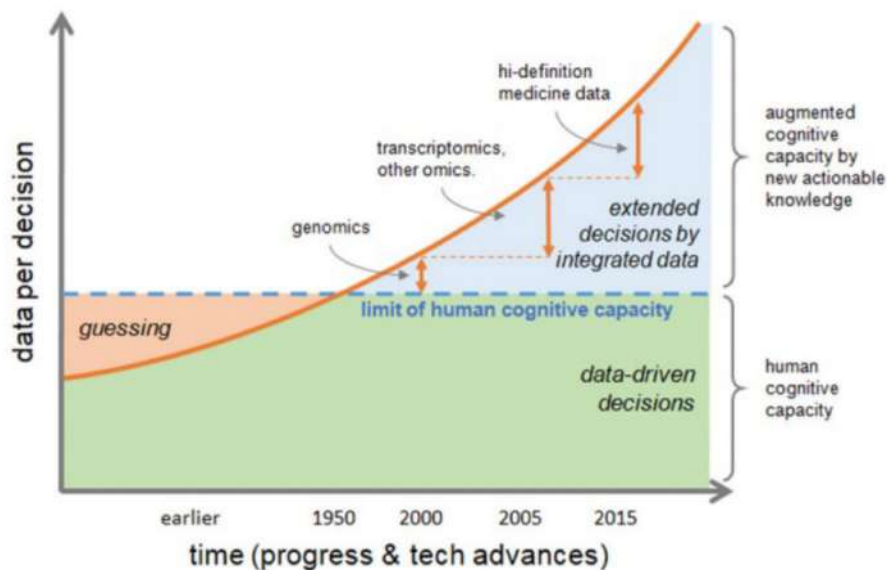 hi-definition
medicine data
transcriptomics,
other omics.
genomics
augmented
cognitive
capacity by
new actionable
knowledge
extended
decisions by
integrated data
data per decision
limit of human cognitive capacity
guessing
data-driven
decisions
human
cognitive
capacity
earlier 1950 2000 2005 2015
time (progress & tech advances)